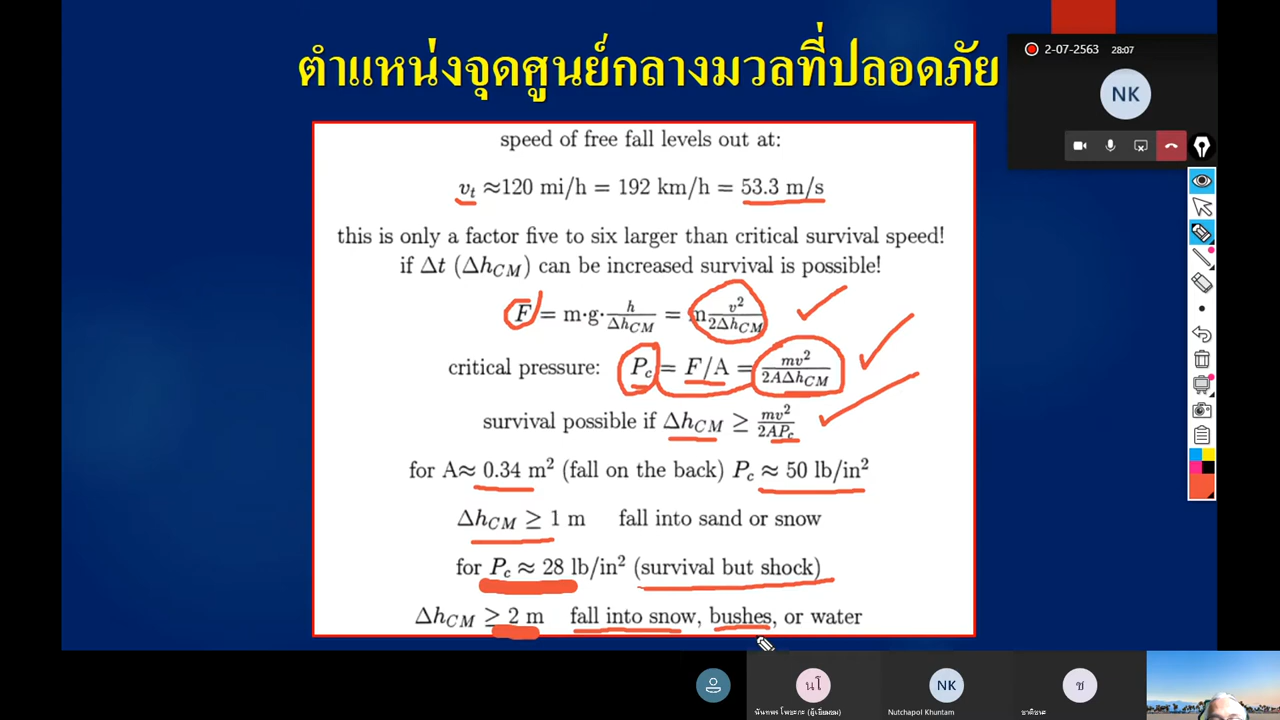 ตำแหน่งจุดศูนย์กลางมวลที่ปลอดภัย
2-07-2563 28:07
NK
speed of free fall levels out at:
vₜ ≈120 mi/h = 192 km/h = 53.3 m/s
this is only a factor five to six larger than critical survival speed!
if Δt (Δh_CM) can be increased survival is possible!
F = m·g· h/Δh_CM = m v²/2Δh_CM
critical pressure: P_c = F/A = mv²/2AΔh_CM
survival possible if Δh_CM ≥ mv²/2AP_c
for A≈ 0.34 m² (fall on the back) P_c ≈ 50 lb/in²
Δh_CM ≥ 1 m fall into sand or snow
for P_c ≈ 28 lb/in² (survival but shock)
Δh_CM ≥ 2 m fall into snow, bushes, or water
นโ
NK
ช
Nutchapol Khuntam